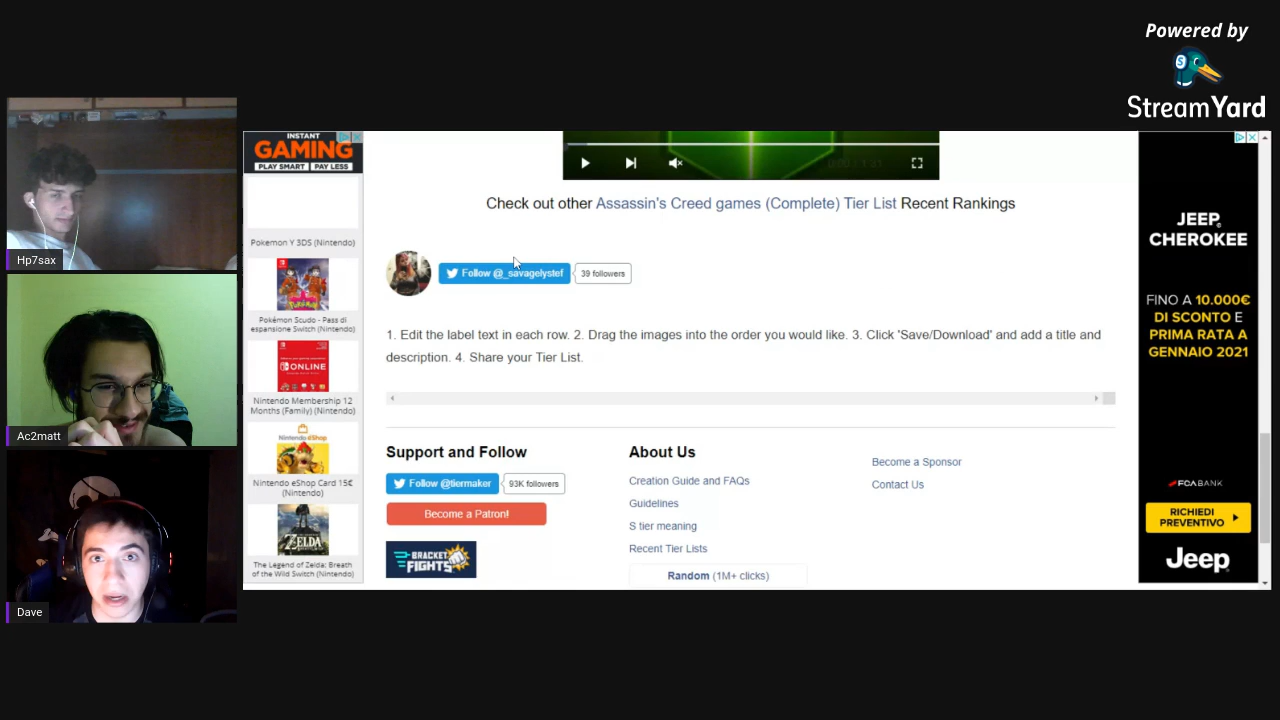 Powered by
StreamYard
Hp7sax
Ac2matt
Dave
INSTANT
GAMING
PLAY SMART | PAY LESS
Pokemon Y 3DS (Nintendo)
Pokémon Scudo - Pass di
espansione Switch (Nintendo)
ONLINE
Nintendo Membership 12
Months (Family) (Nintendo)
Nintendo eShop
Nintendo eShop Card 15€
(Nintendo)
ZELDA
The Legend of Zelda: Breath
of the Wild Switch (Nintendo)
Check out other Assassin's Creed games (Complete) Tier List Recent Rankings
Follow @_savagelystef
39 followers
1. Edit the label text in each row. 2. Drag the images into the order you would like. 3. Click 'Save/Download' and add a title and
description. 4. Share your Tier List.
Support and Follow
Follow @tiermaker
93K followers
Become a Patron!
BRACKET
FIGHTS
About Us
Creation Guide and FAQs
Guidelines
S tier meaning
Recent Tier Lists
Random (1M+ clicks)
Become a Sponsor
Contact Us
JEEP
CHEROKEE
FINO A 10.000€
DI SCONTO E
PRIMA RATA A
GENNAIO 2021
FCA BANK
RICHIEDI
PREVENTIVO
Jeep